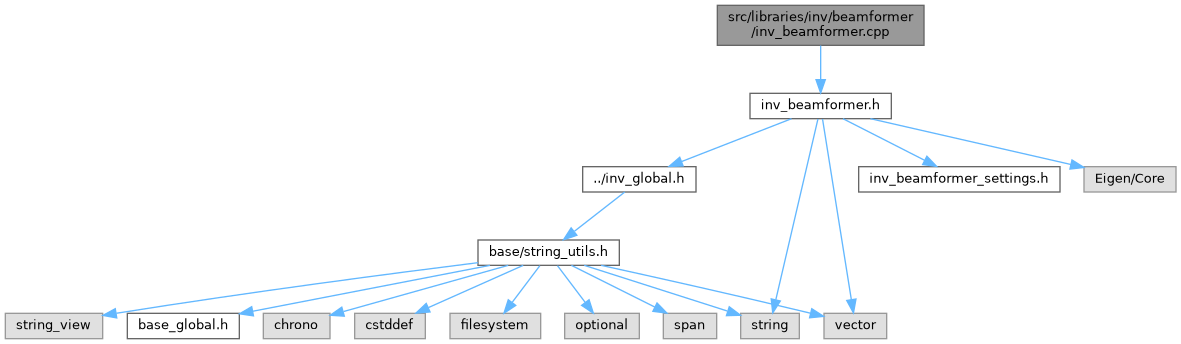 src/libraries/inv/beamformer
/inv_beamformer.cpp
inv_beamformer.h
../inv_global.h
inv_beamformer_settings.h
Eigen/Core
base/string_utils.h
string_view
base_global.h
chrono
cstddef
filesystem
optional
span
string
vector